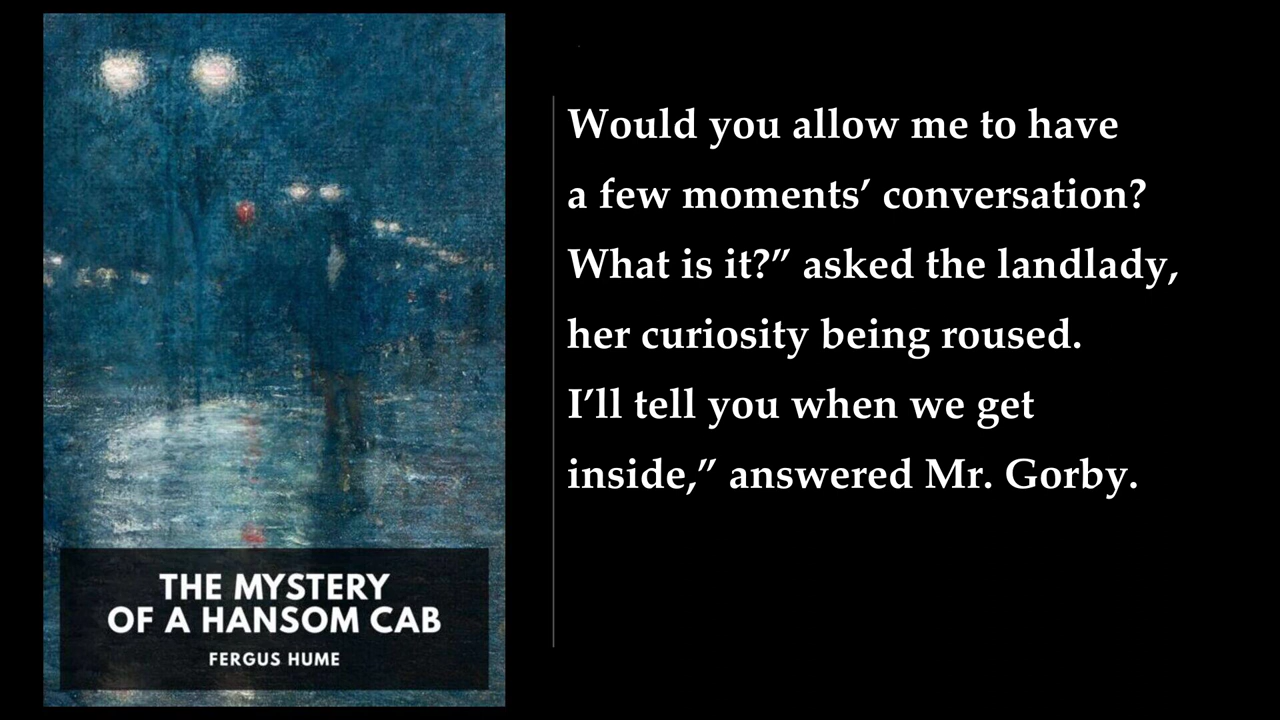 Would you allow me to have
a few moments’ conversation?
What is it?” asked the landlady,
her curiosity being roused.
I’ll tell you when we get
inside,” answered Mr. Gorby.
THE MYSTERY
OF A HANSOM CAB
FERGUS HUME